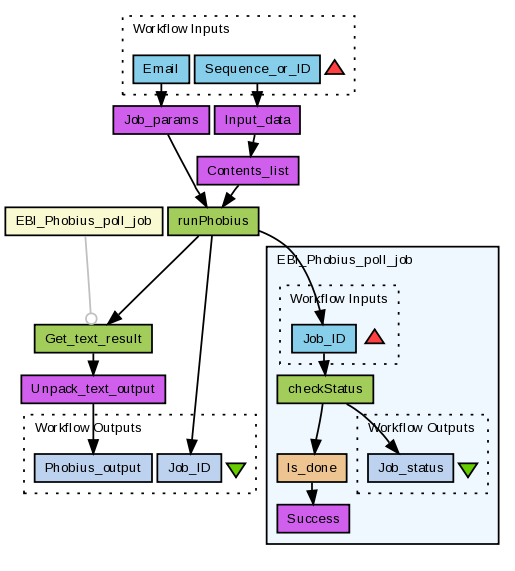 Workflow Inputs
Email
Sequence_or_ID
Job_params
Input_data
Contents_list
EBI_Phobius_poll_job
runPhobius
EBI_Phobius_poll_job
Workflow Inputs
Get_text_result
Job_ID
Unpack_text_output
checkStatus
Workflow Outputs
Workflow Outputs
Phobius_output
Job_ID
Is_done
Job_status
Success